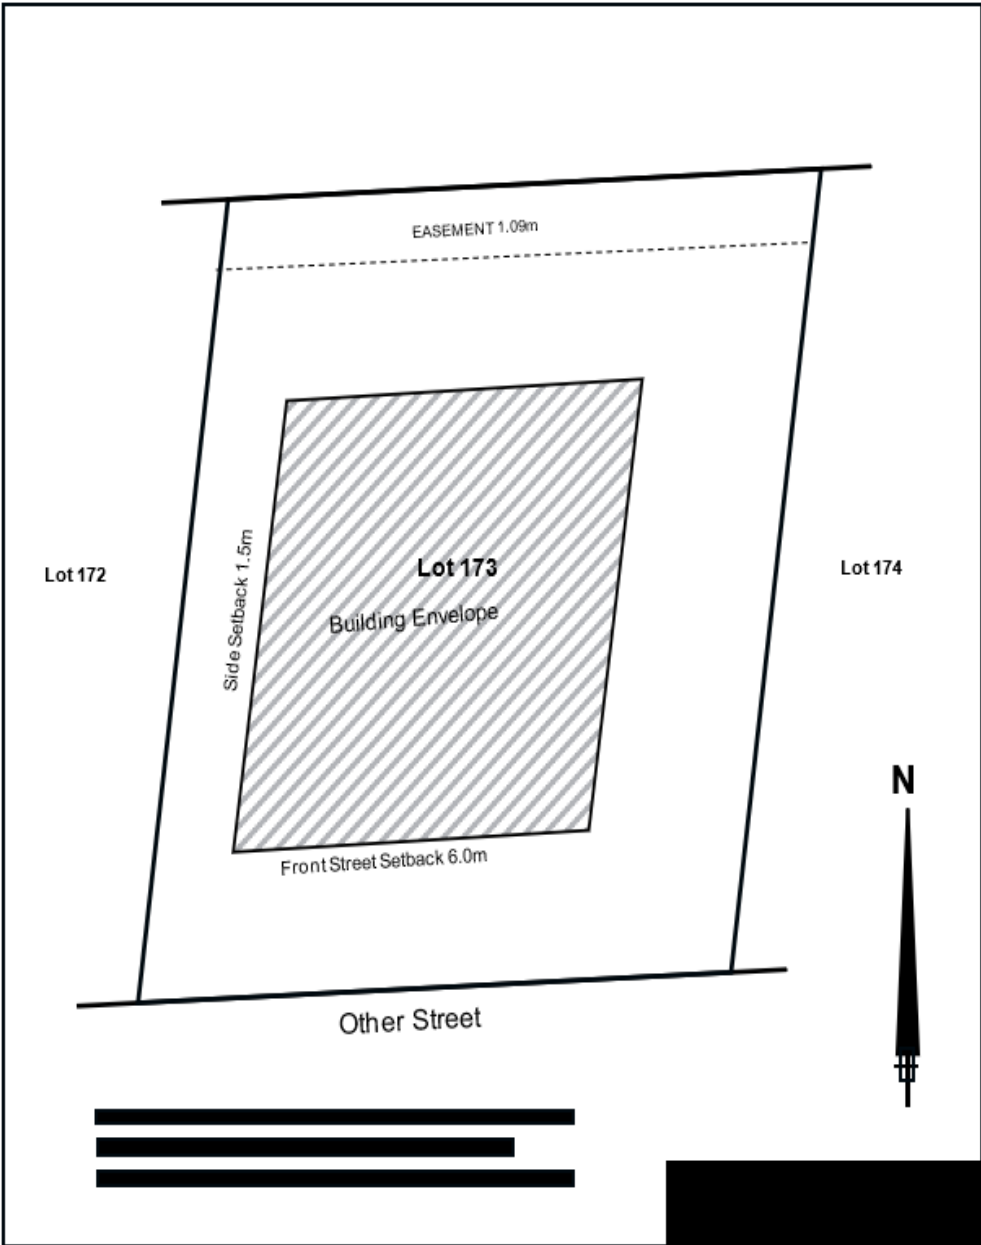 EASEMENT 1.09m
Side Setback 1.5m
Lot 173
Building Envelope
Lot 172
Lot 174
N
Front Street Setback 6.0m
Other Street